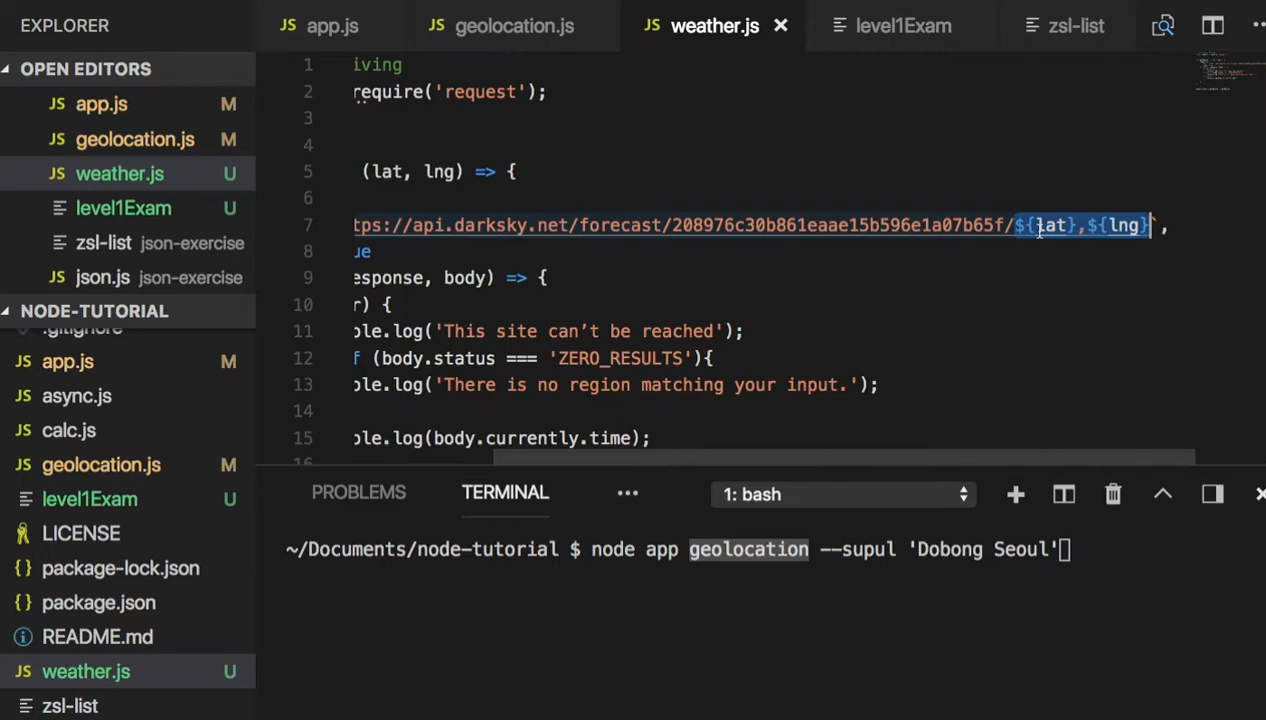 EXPLORER
JS app.js
JS geolocation.js
JS weather.js
level1Exam
zsl-list
OPEN EDITORS
JS app.js M
JS geolocation.js M
JS weather.js U
level1Exam U
zsl-list json-exercise
json.js json-exercise
NODE-TUTORIAL
.gitignore
JS app.js M
JS async.js
JS calc.js
JS geolocation.js M
level1Exam U
LICENSE
{} package-lock.json
{} package.json
README.md
JS weather.js U
zsl-list
1 iving
2 require('request');
3
4
5 (lat, lng) => {
6
7 tps://api.darksky.net/forecast/208976c30b861eaae15b596e1a07b65f/${lat},${lng}`,
8 ue
9 esponse, body) => {
10 r) {
11 ole.log('This site can’t be reached');
12 f (body.status === 'ZERO_RESULTS'){
13 ole.log('There is no region matching your input.');
14
15 ole.log(body.currently.time);
16
PROBLEMS TERMINAL ••• 1: bash
~/Documents/node-tutorial $ node app geolocation --supul 'Dobong Seoul'